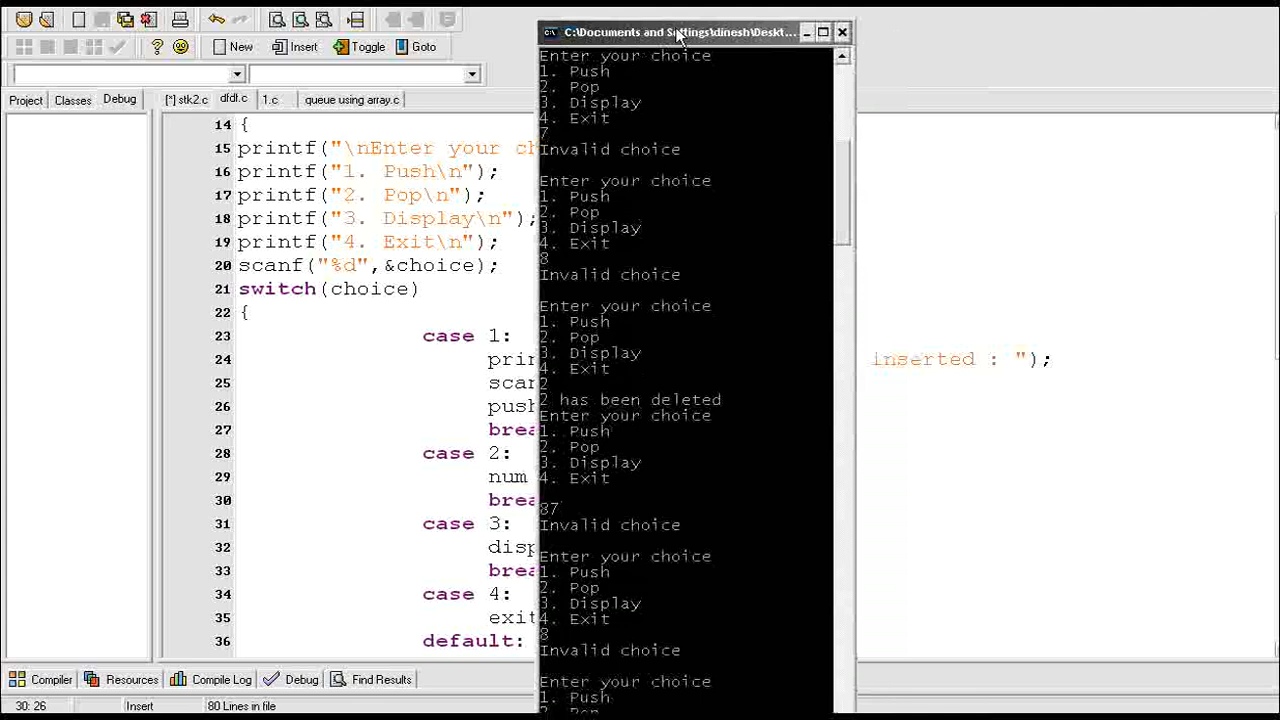 New Insert Toggle Goto
Project Classes Debug
[*] stk2.c dfdl.c 1.c queue using array.c
14 {
15 printf("\nEnter your ch
16 printf("1. Push\n");
17 printf("2. Pop\n");
18 printf("3. Display\n");
19 printf("4. Exit\n");
20 scanf("%d",&choice);
21 switch(choice)
22 {
23 case 1:
24 prin inserted : ");
25 scan
26 push
27 brea
28 case 2:
29 num
30 brea
31 case 3:
32 disp
33 brea
34 case 4:
35 exit
36 default:
C:\Documents and Settings\dinesh\Deskt...
Enter your choice
1. Push
2. Pop
3. Display
4. Exit
7
Invalid choice
Enter your choice
1. Push
2. Pop
3. Display
4. Exit
8
Invalid choice
Enter your choice
1. Push
2. Pop
3. Display
4. Exit
2
2 has been deleted
Enter your choice
1. Push
2. Pop
3. Display
4. Exit
87
Invalid choice
Enter your choice
1. Push
2. Pop
3. Display
4. Exit
8
Invalid choice
Enter your choice
1. Push
2. Pop
Compiler Resources Compile Log Debug Find Results
30: 26 Insert 80 Lines in file